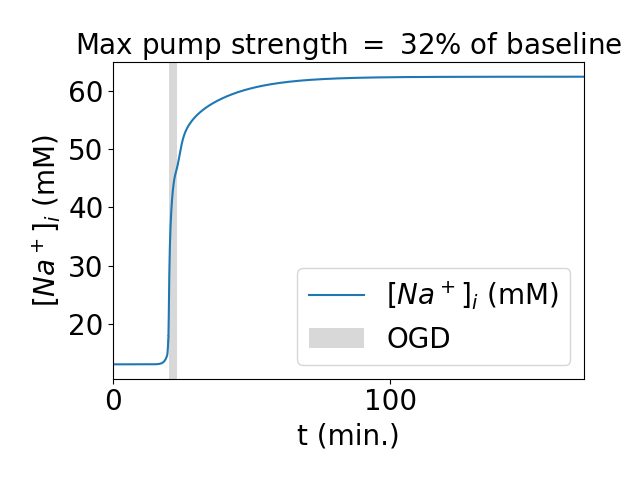 Max pump strength = 32% of baseline
[Na⁺]ᵢ (mM)
60
50
40
30
20
[Na⁺]ᵢ (mM)
OGD
0
100
t (min.)